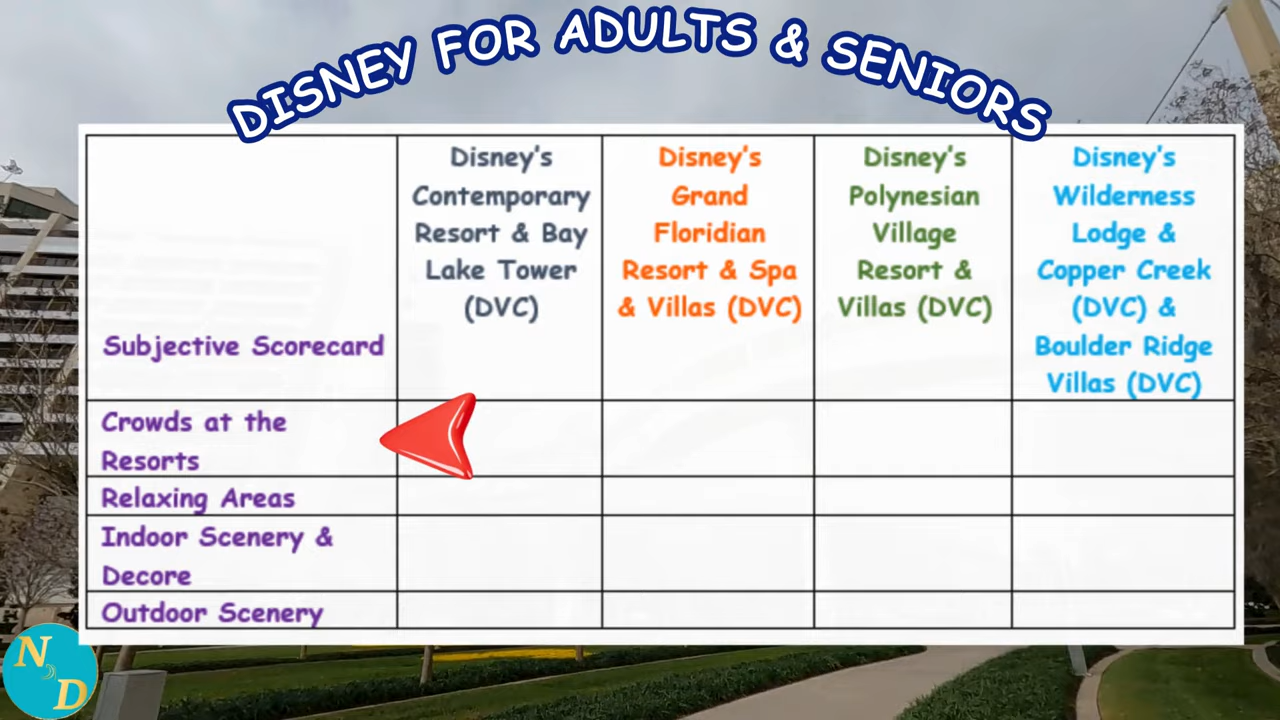 DISNEY FOR ADULTS & SENIORS
Subjective Scorecard
Disney's
Contemporary
Resort & Bay
Lake Tower
(DVC)
Disney's
Grand
Floridian
Resort & Spa
& Villas (DVC)
Disney's
Polynesian
Village
Resort &
Villas (DVC)
Disney's
Wilderness
Lodge &
Copper Creek
(DVC) &
Boulder Ridge
Villas (DVC)
Crowds at the
Resorts
Relaxing Areas
Indoor Scenery &
Decore
Outdoor Scenery
N
D